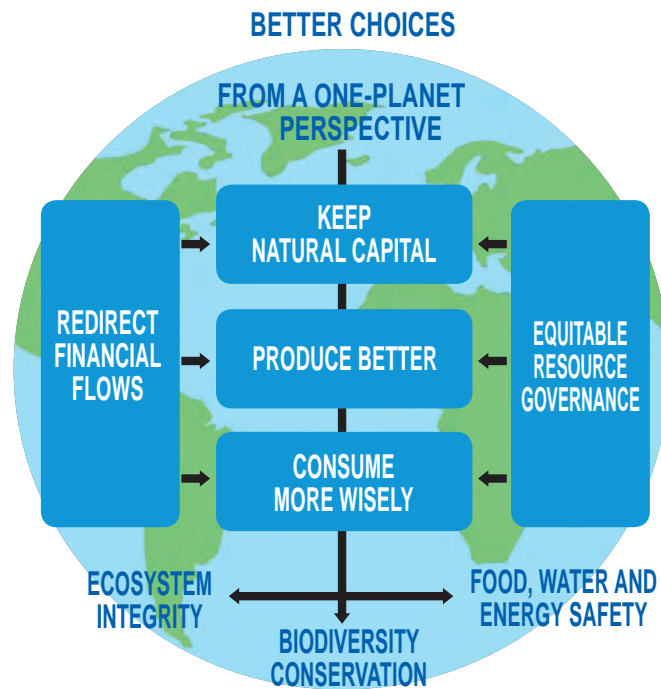 BETTER CHOICES
FROM A ONE-PLANET
PERSPECTIVE
KEEP
NATURAL CAPITAL
REDIRECT
FINANCIAL
FLOWS
PRODUCE BETTER
EQUITABLE
RESOURCE
GOVERNANCE
CONSUME
MORE WISELY
ECOSYSTEM
INTEGRITY
BIODIVERSITY
CONSERVATION
FOOD, WATER AND
ENERGY SAFETY